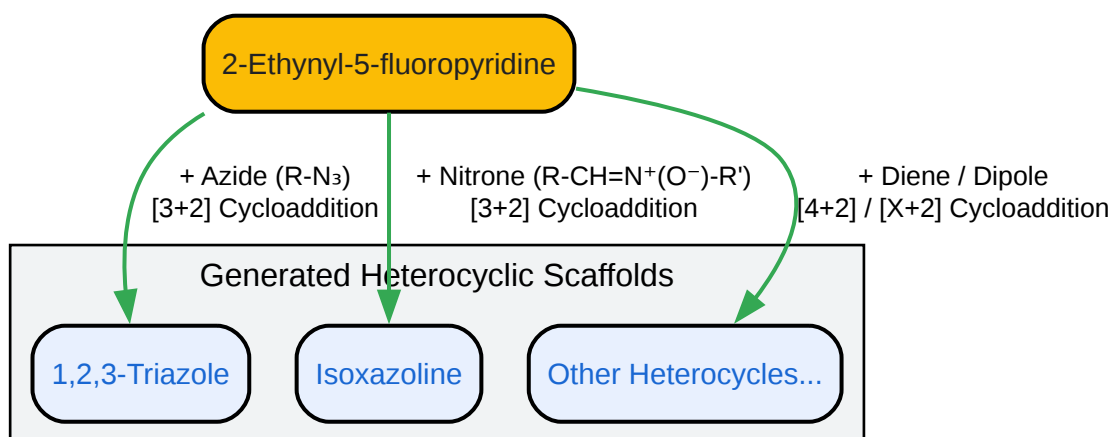 2-Ethynyl-5-fluoropyridine
+ Azide (R-N₃)
[3+2] Cycloaddition
+ Nitrone (R-CH=N⁺(O⁻)-R')
[3+2] Cycloaddition
+ Diene / Dipole
[4+2] / [X+2] Cycloaddition
Generated Heterocyclic Scaffolds
1,2,3-Triazole
Isoxazoline
Other Heterocycles...